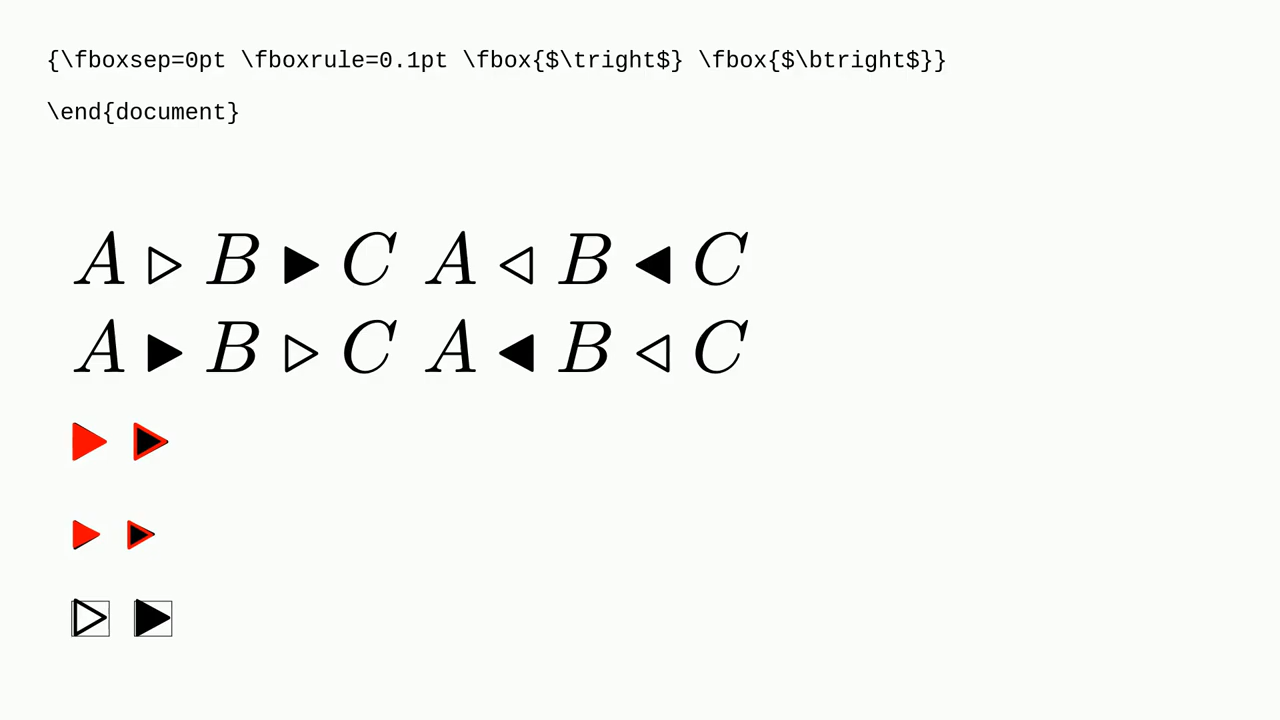 {\fboxsep=0pt \fboxrule=0.1pt \fbox{$\tright$} \fbox{$\btright$}}
\end{document}
A ▷ B ▶ C A ◁ B ◀ C
A ▶ B ▷ C A ◀ B ◁ C